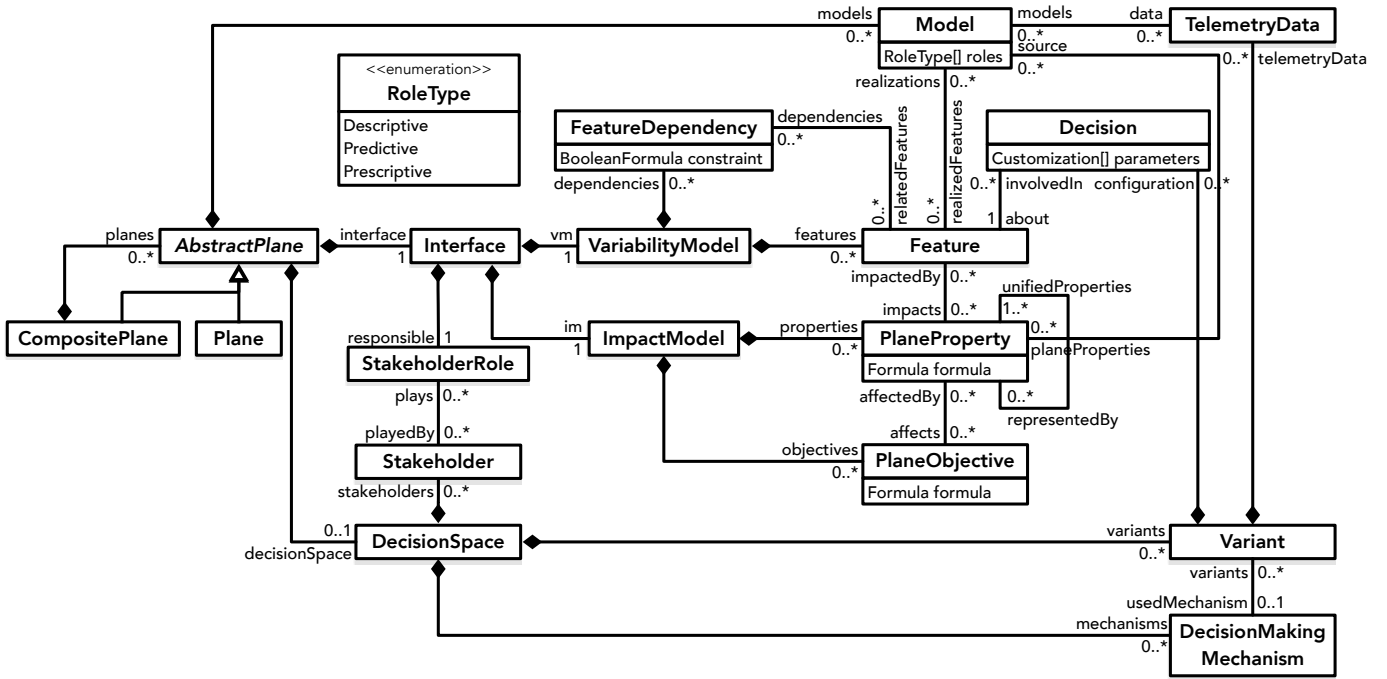 models
0..*
Model
RoleType[] roles
models
0..*
data
0..*
TelemetryData
source
0..*
0..*
telemetryData
<<enumeration>>
RoleType
Descriptive
Predictive
Prescriptive
realizations
0..*
FeatureDependency
BooleanFormula constraint
dependencies
0..*
dependencies
0..*
relatedFeatures
0..*
realizedFeatures
0..*
Decision
Customization[] parameters
0..*
involvedIn
configuration
0..*
1
about
planes
0..*
AbstractPlane
interface
1
Interface
vm
1
VariabilityModel
features
0..*
Feature
impactedBy
0..*
unifiedProperties
1..*
CompositePlane
Plane
responsible
1
StakeholderRole
im
1
ImpactModel
properties
0..*
impacts
0..*
PlaneProperty
Formula formula
0..*
planeProperties
0..*
representedBy
plays
0..*
playedBy
0..*
Stakeholder
stakeholders
0..*
affectedBy
0..*
affects
0..*
objectives
0..*
PlaneObjective
Formula formula
0..1
decisionSpace
DecisionSpace
variants
0..*
Variant
variants
0..*
usedMechanism
0..1
mechanisms
0..*
DecisionMaking
Mechanism